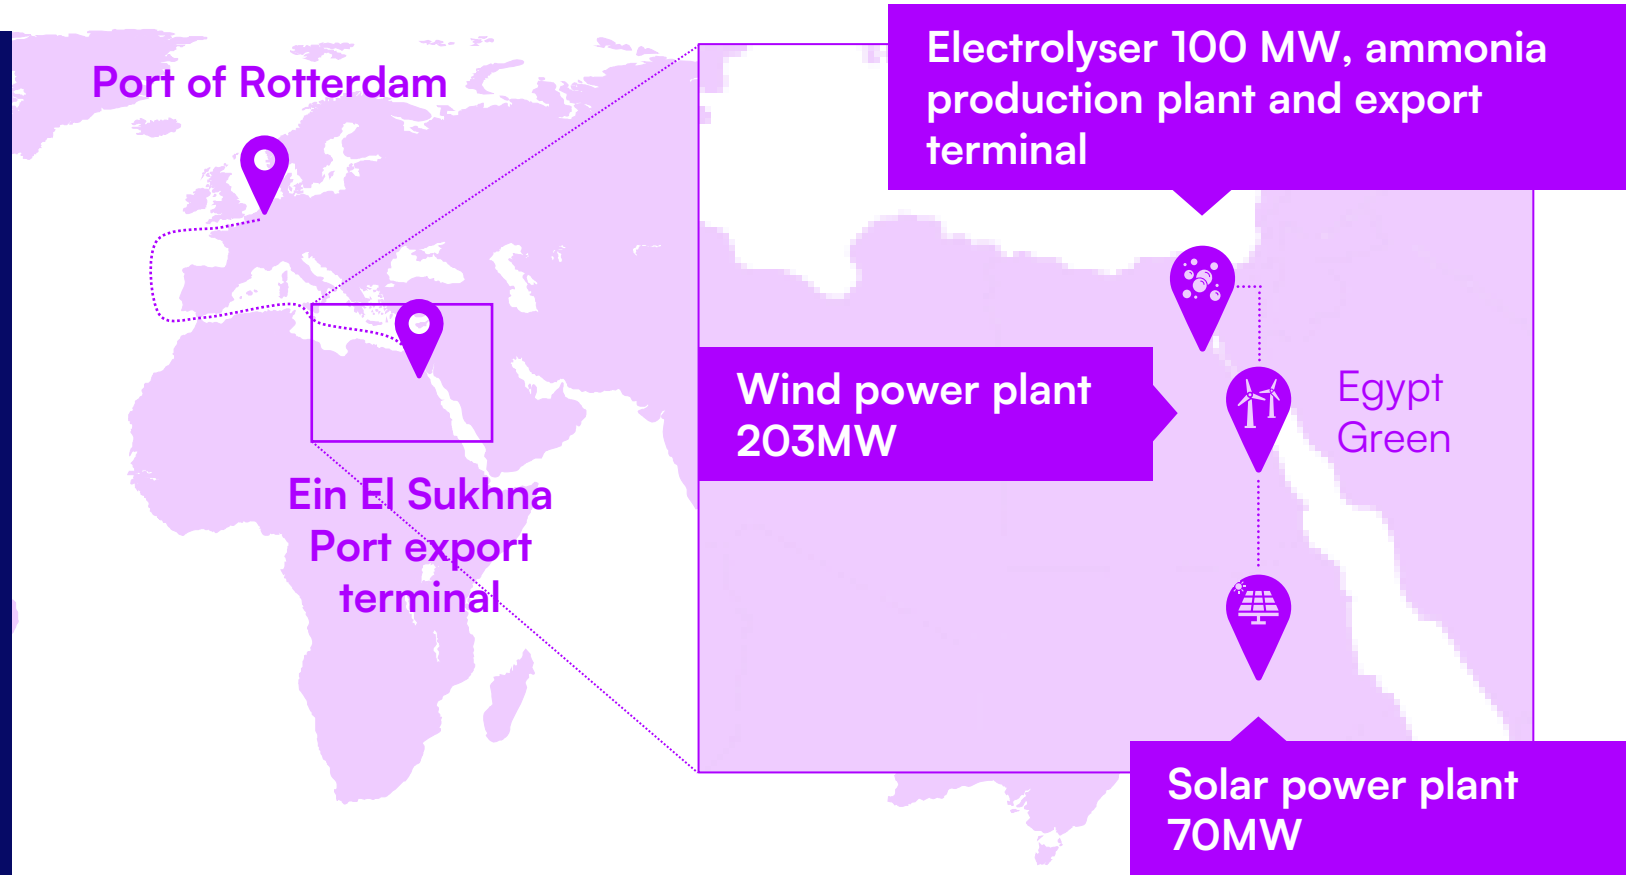 Port of Rotterdam
Ein El Sukhna
Port export
terminal
Electrolyser 100 MW, ammonia
production plant and export
terminal
Wind power plant
203MW
Egypt
Green
Solar power plant
70MW